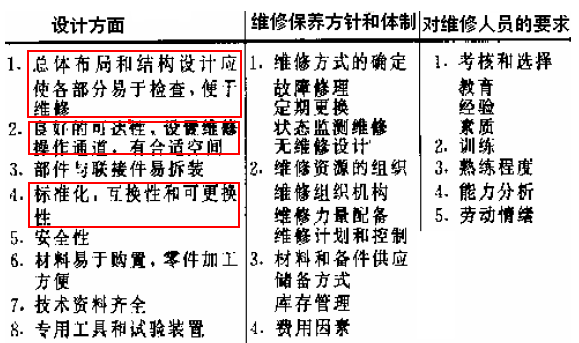 设计方面
1. 总体布局和结构设计应
使各部分易于检查，便于
维修
2. 良好的可达性，设置维修
操作通道，有合适空间
3. 部件与联接件易拆装
4. 标准化，互换性和可更换
性
5. 安全性
6. 材料易于购置，零件加工
方便
7. 技术资料齐全
8. 专用工具和试验装置
维修保养方针和体制
1. 维修方式的确定
故障修理
定期更换
状态监测维修
无维修设计
2. 维修资源的组织
维修组织机构
维修力量配备
维修计划和控制
3. 材料和备件供应
储备方式
库存管理
4. 费用因素
对维修人员的要求
1. 考核和选择
教育
经验
素质
2. 训练
3. 熟练程度
4. 能力分析
5. 劳动情绪